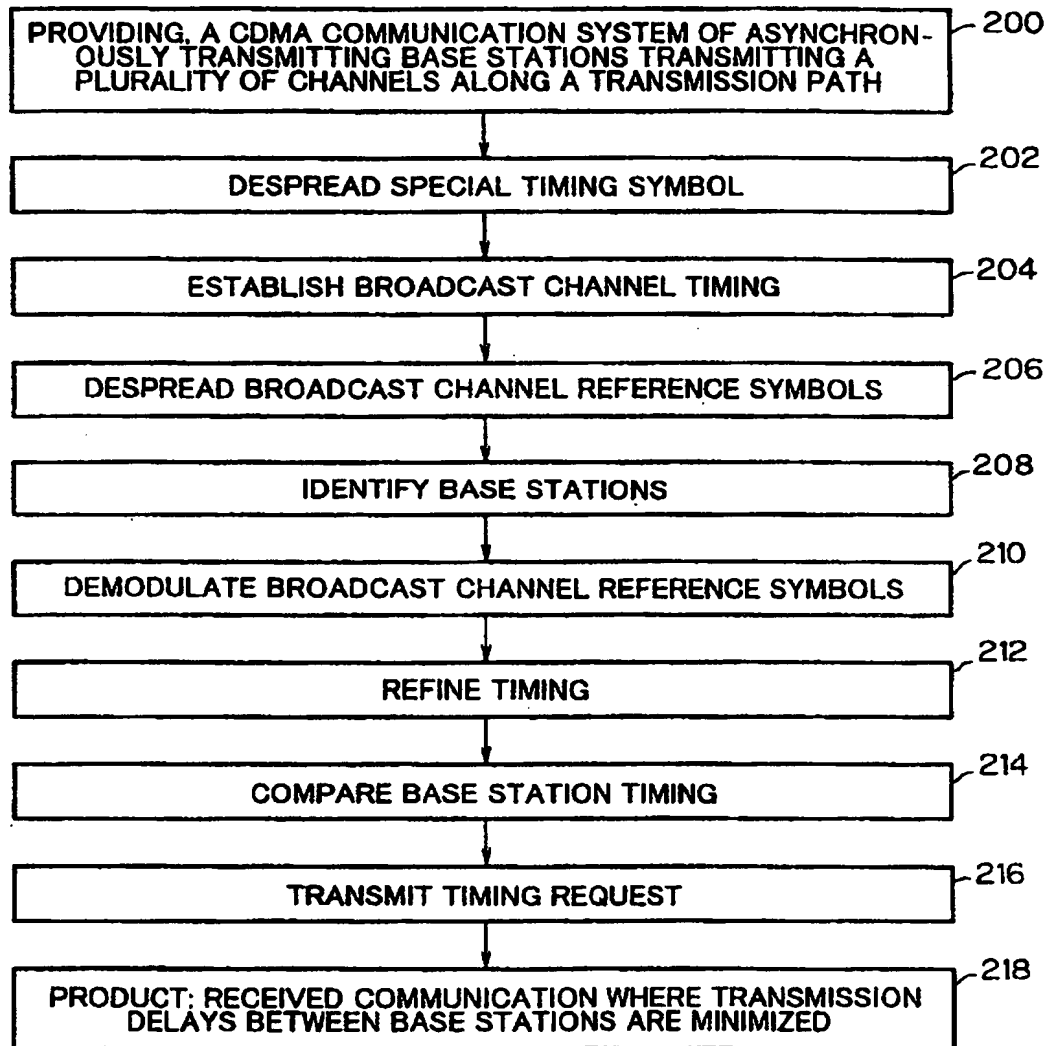 PROVIDING, A CDMA COMMUNICATION SYSTEM OF ASYNCHRON-
OUSLY TRANSMITTING BASE STATIONS TRANSMITTING A
PLURALITY OF CHANNELS ALONG A TRANSMISSION PATH
200
DESPREAD SPECIAL TIMING SYMBOL
202
ESTABLISH BROADCAST CHANNEL TIMING
204
DESPREAD BROADCAST CHANNEL REFERENCE SYMBOLS
206
IDENTIFY BASE STATIONS
208
DEMODULATE BROADCAST CHANNEL REFERENCE SYMBOLS
210
REFINE TIMING
212
COMPARE BASE STATION TIMING
214
TRANSMIT TIMING REQUEST
216
PRODUCT: RECEIVED COMMUNICATION WHERE TRANSMISSION
DELAYS BETWEEN BASE STATIONS ARE MINIMIZED
218